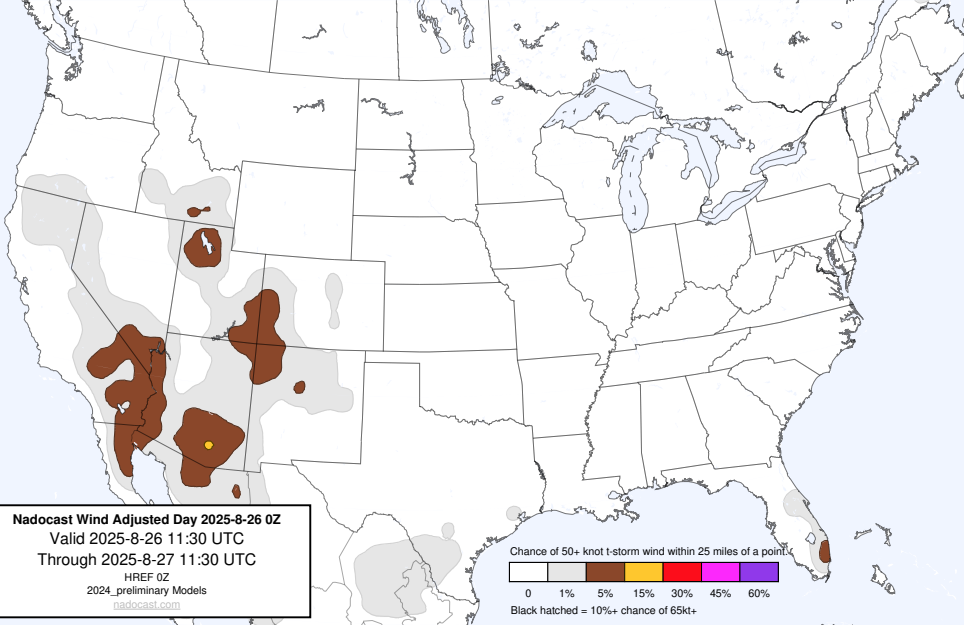 Nadocast Wind Adjusted Day 2025-8-26 0Z
Valid 2025-8-26 11:30 UTC
Through 2025-8-27 11:30 UTC
HREF 0Z
2024_preliminary Models
nadocast.com
Chance of 50+ knot t-storm wind within 25 miles of a point.
0 1% 5% 15% 30% 45% 60%
Black hatched = 10%+ chance of 65kt+